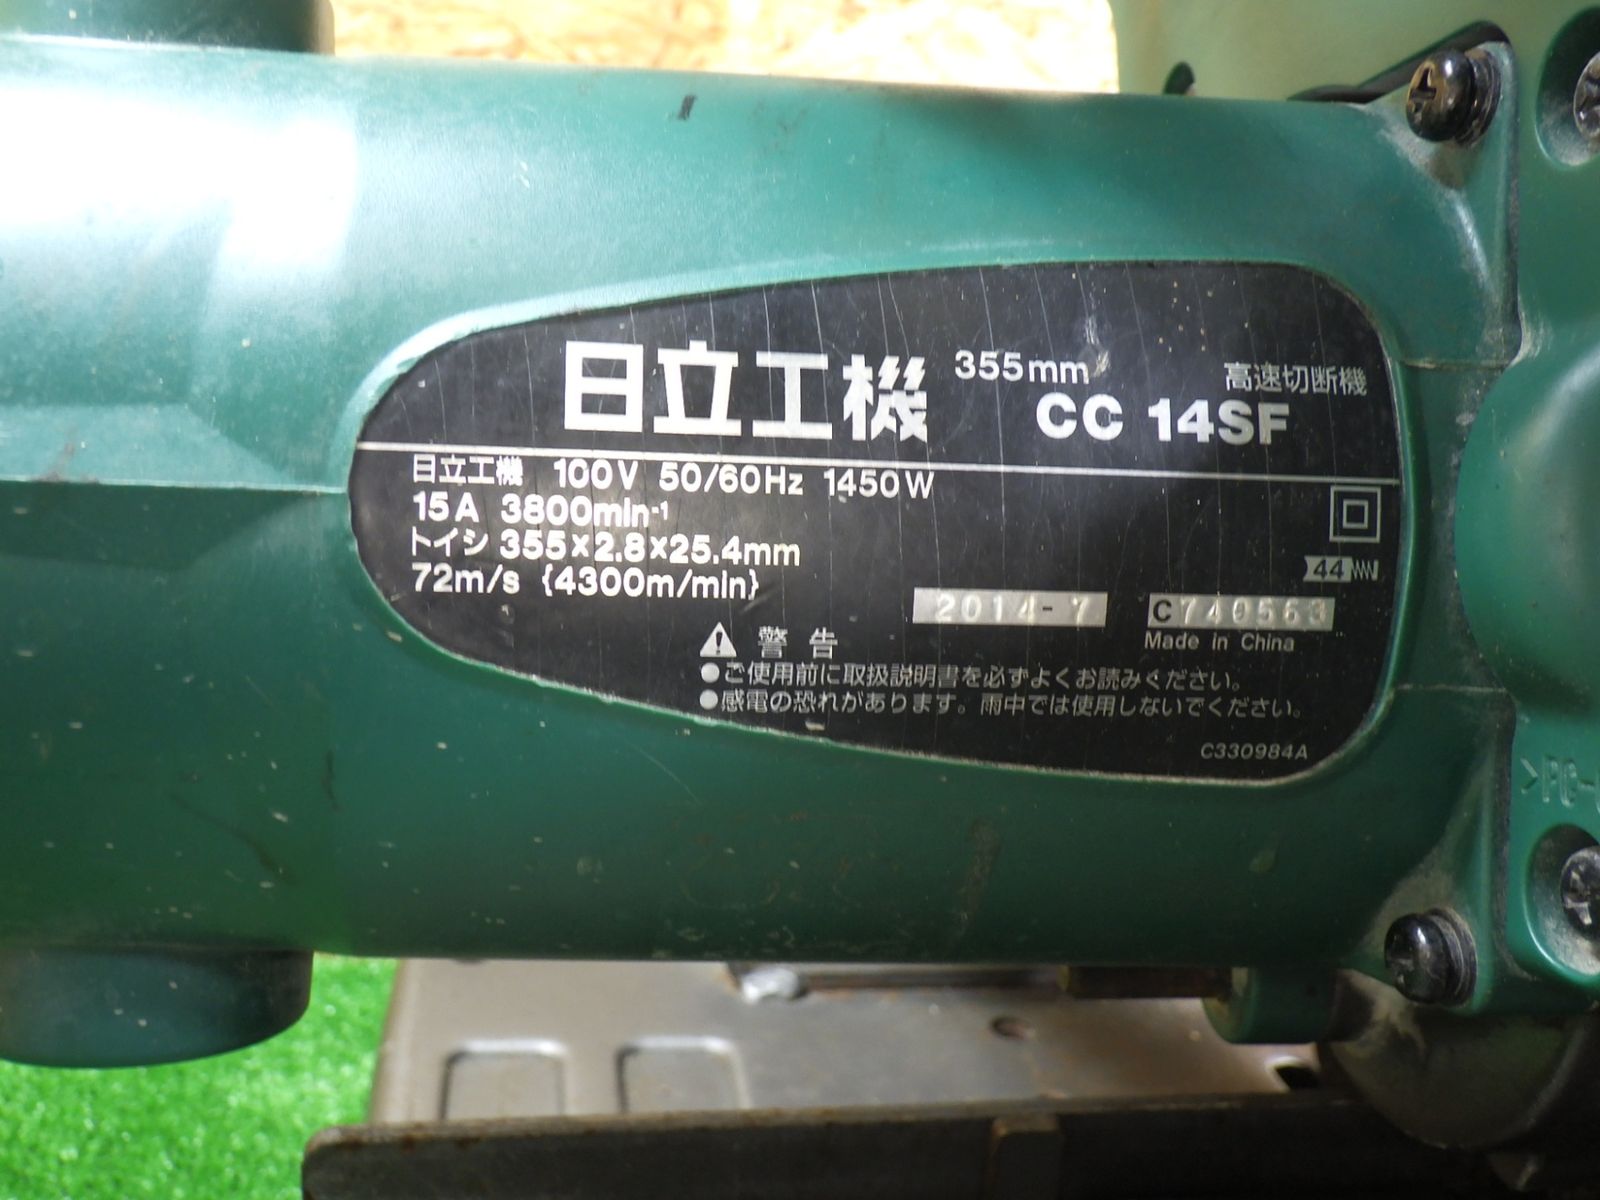 日立工機 355mm 高速切断機
CC 14SF
日立工機 100V 50/60Hz 1450W
15A 3800min-1
トイシ 355×2.8×25.4mm
72m/s {4300m/min}
44
2014-7 C740563
Made in China
警告
●ご使用前に取扱説明書を必ずよくお読みください。
●感電の恐れがあります。雨中では使用しないでください。
C330984A
>PC-